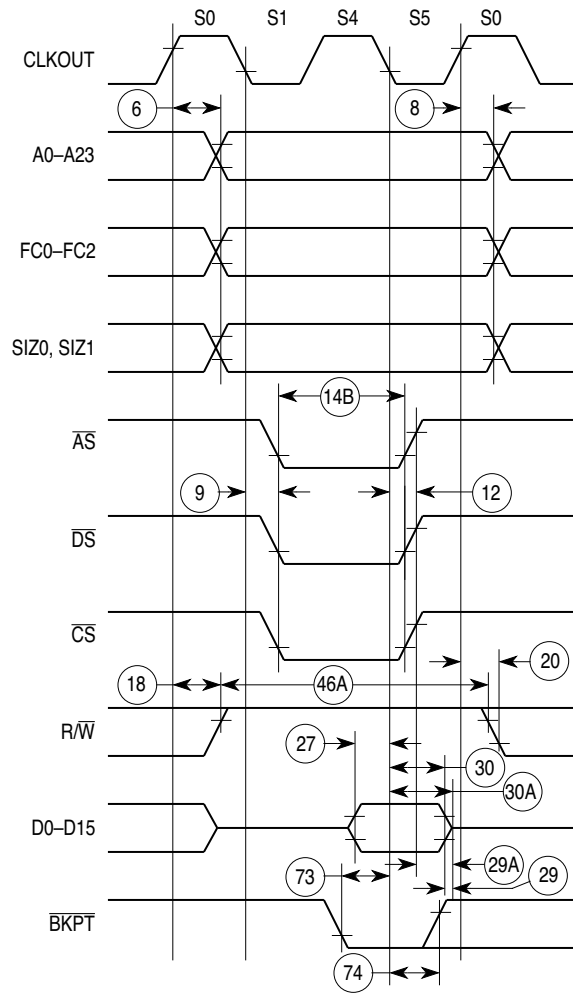 S0 S1 S4 S5 S0
CLKOUT
6 8
A0–A23
FC0–FC2
SIZ0, SIZ1
14B
AS
9 12
DS
CS
20
18 46A
R/W
27
30
30A
D0–D15
29A
73 29
BKPT
74